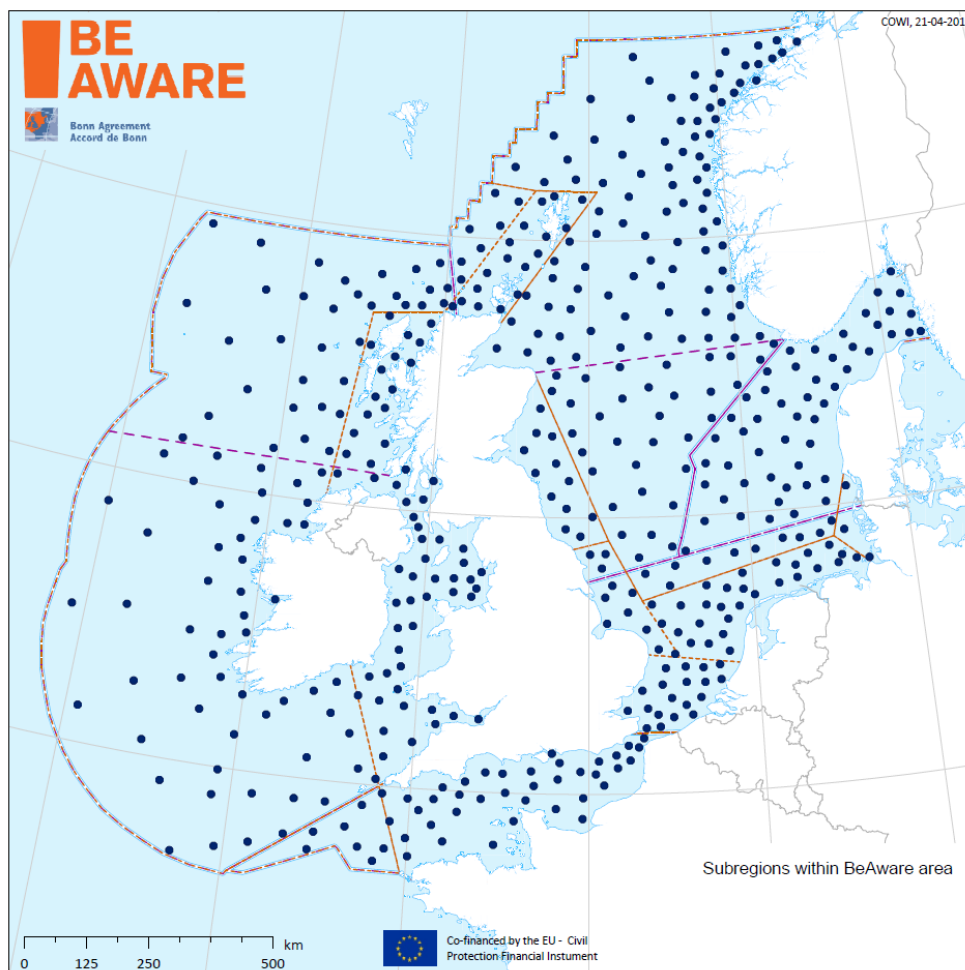 COWI, 21-04-201
BE
AWARE
Bonn Agreement
Accord de Bonn
Subregions within BeAware area
km
0 125 250 500
Co-financed by the EU - Civil
Protection Financial Instument